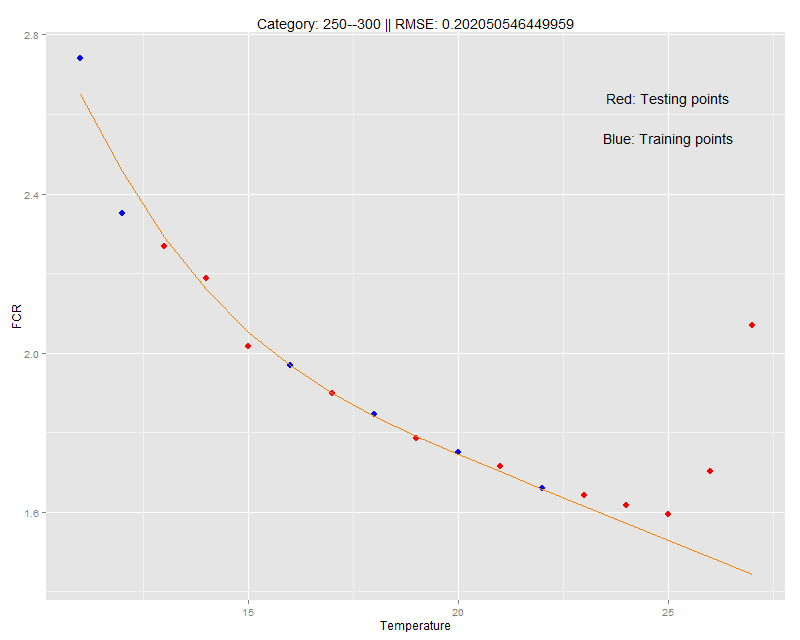 Category: 250--300 || RMSE: 0.202050546449959
2.8
Red: Testing points
Blue: Training points
2.4
FCR
2.0
1.6
15 20 25
Temperature